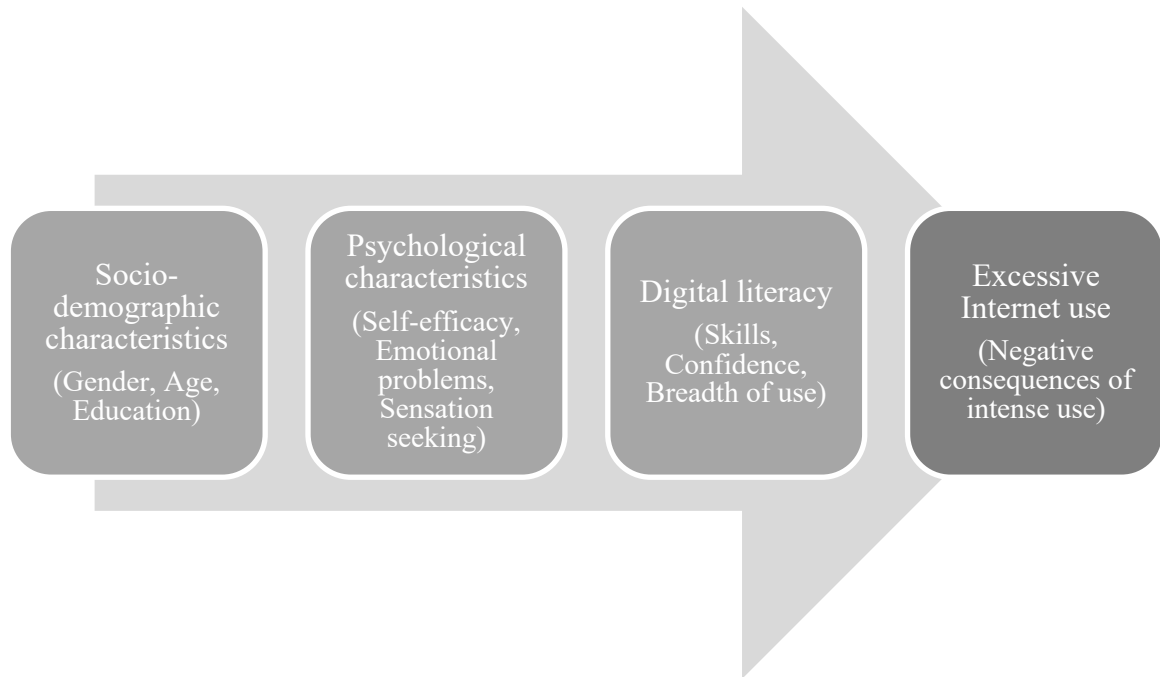 Socio-
demographic
characteristics
(Gender, Age,
Education)
Psychological
characteristics
(Self-efficacy,
Emotional
problems,
Sensation
seeking)
Digital literacy
(Skills,
Confidence,
Breadth of use)
Excessive
Internet use
(Negative
consequences of
intense use)